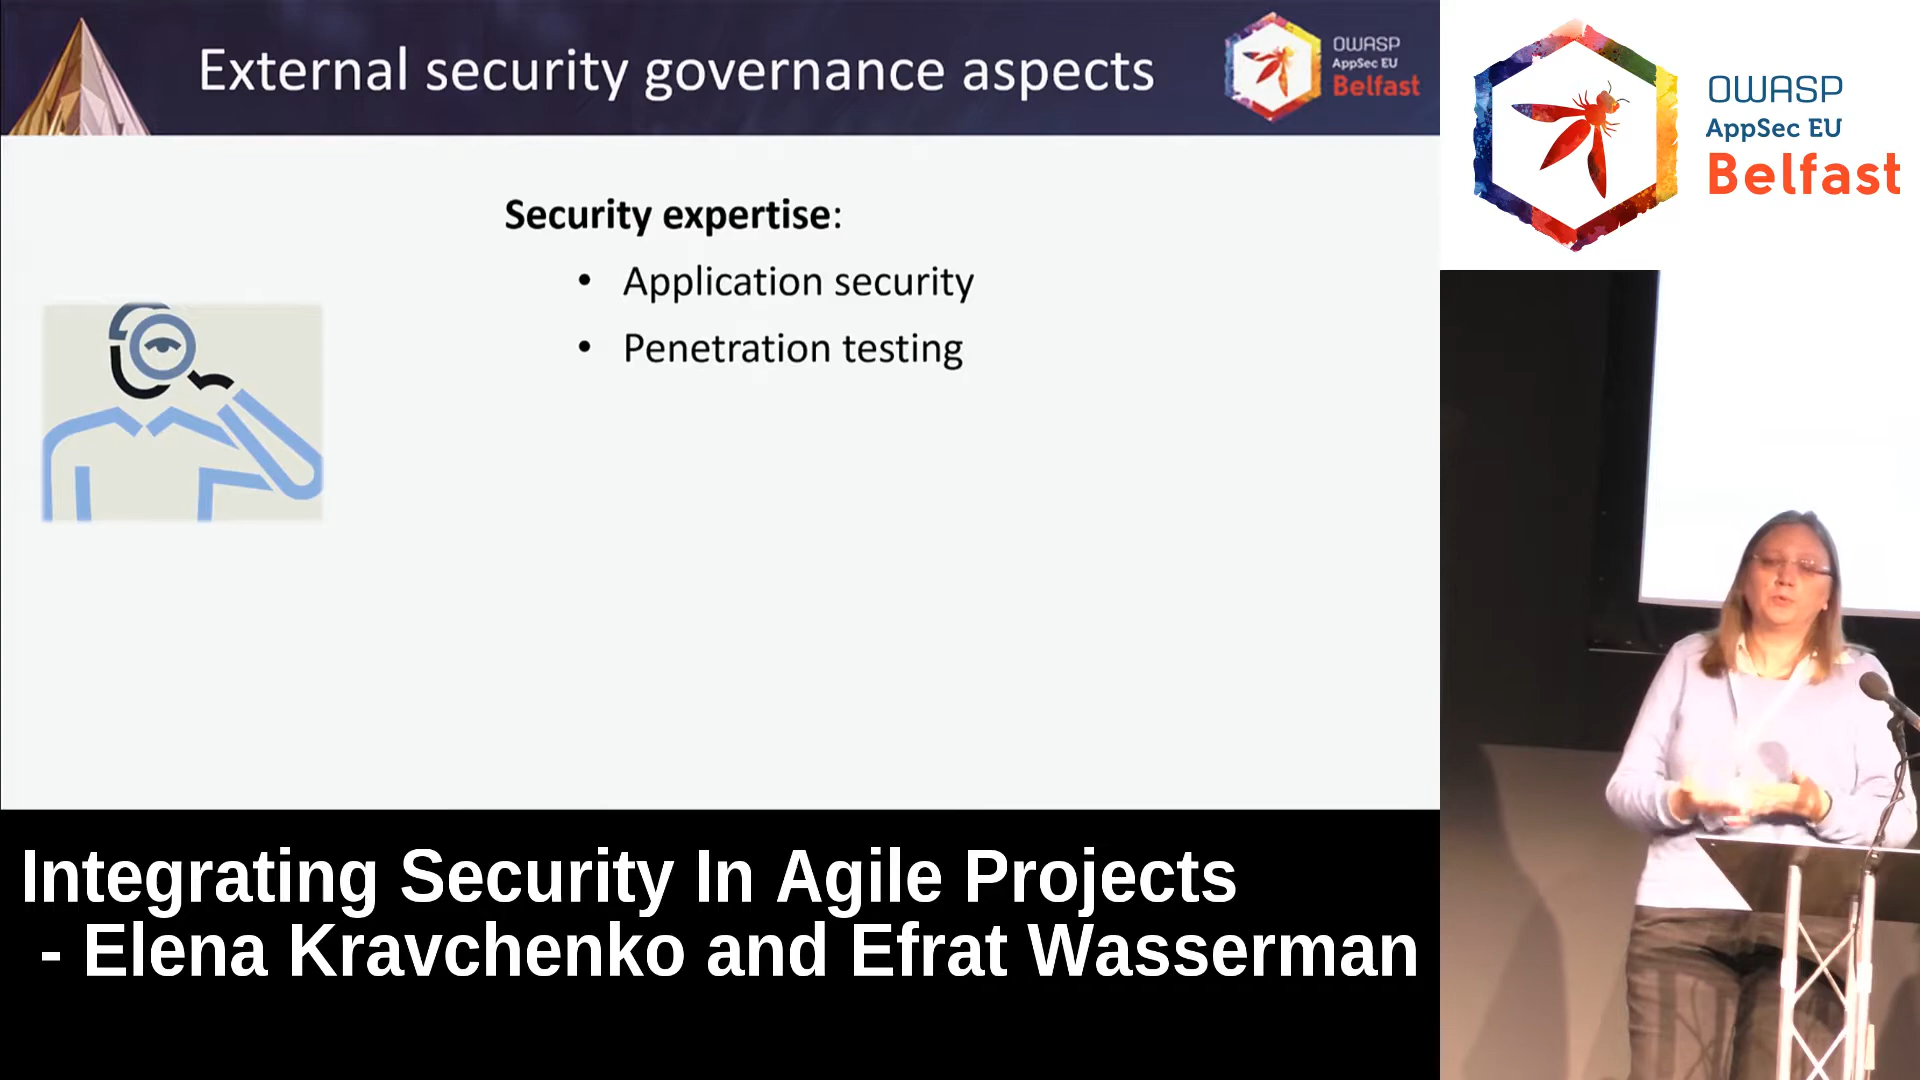 External security governance aspects
OWASP
AppSec EU
Belfast
OWASP
AppSec EU
Belfast
Security expertise:
• Application security
• Penetration testing
Integrating Security In Agile Projects
- Elena Kravchenko and Efrat Wasserman